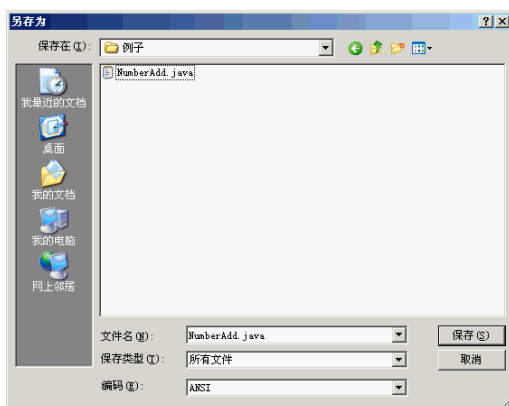 另存为
保存在(I):
例子
NumberAdd.java
我最近的文档
桌面
我的文档
我的电脑
网上邻居
文件名(N):
NumberAdd.java
保存(S)
保存类型(T):
所有文件
取消
编码(E):
ANSI